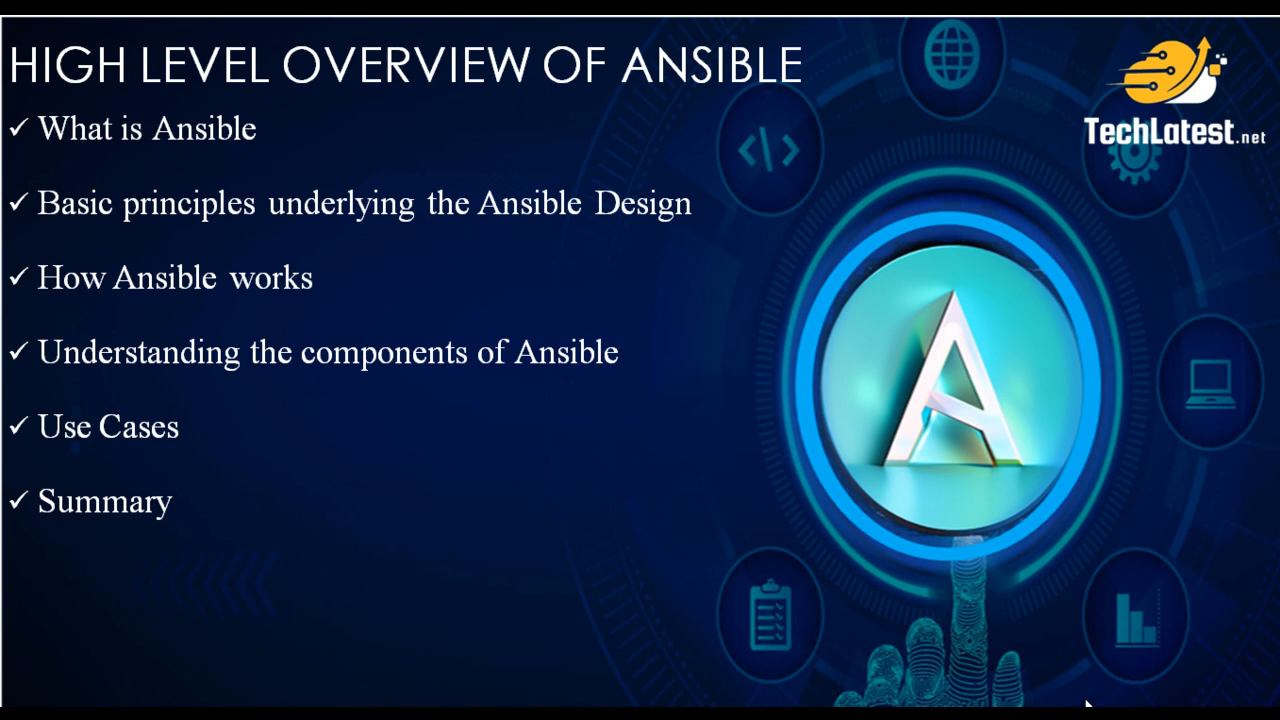 HIGH LEVEL OVERVIEW OF ANSIBLE
✓ What is Ansible
✓ Basic principles underlying the Ansible Design
✓ How Ansible works
✓ Understanding the components of Ansible
✓ Use Cases
✓ Summary
TechLatest.net
A